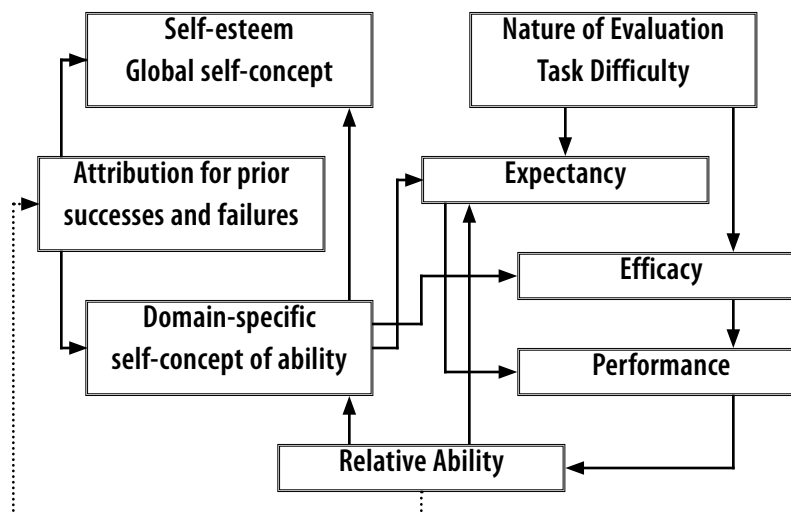 Self-esteem
Global self-concept
Nature of Evaluation
Task Difficulty
Attribution for prior
successes and failures
Expectancy
Efficacy
Domain-specific
self-concept of ability
Performance
Relative Ability